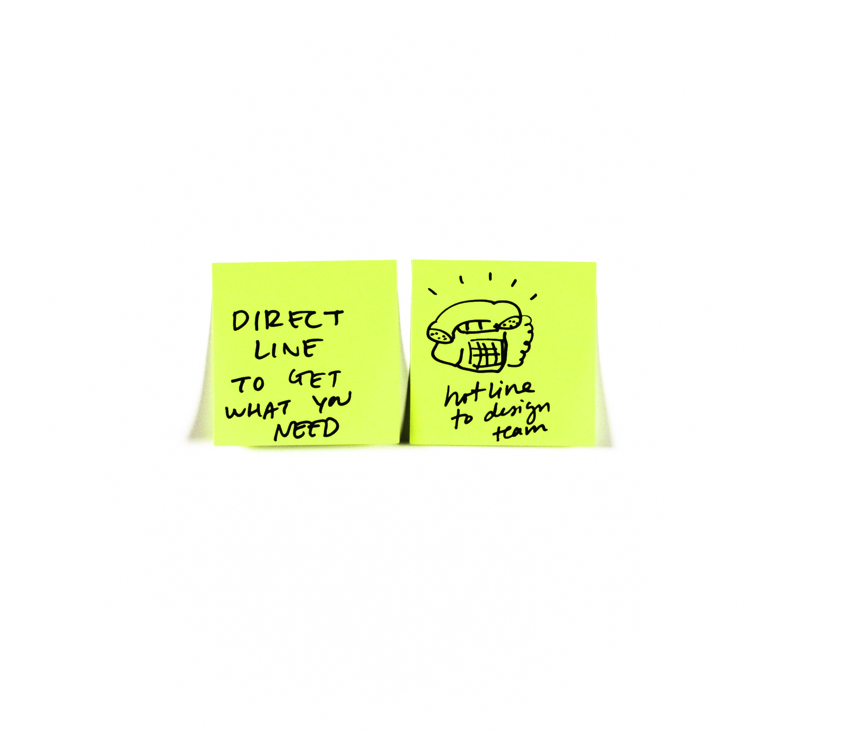 DIRECT
LINE
TO GET
WHAT YOU
NEED
hotline
to design
team